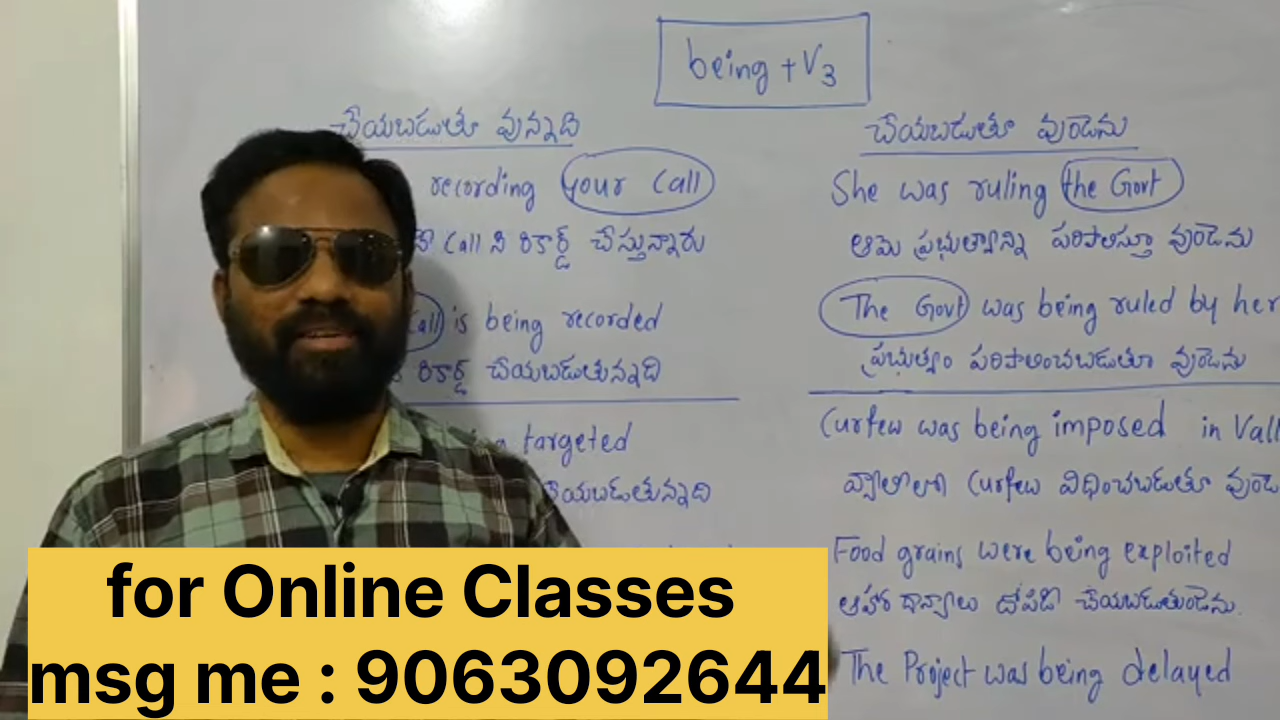 being + V3
చేయబడుతూ వున్నది
recording your Call
Call ని రికార్డ్ చేస్తున్నారు
Call is being recorded
రికార్డ్ చేయబడుతున్నది
targeted
చేయబడుతున్నది
చేయబడుతూ వుండెను
She was ruling the Govt
ఆమె ప్రభుత్వాన్ని పరిపాలిస్తూ వుండెను
The Govt was being ruled by her
ప్రభుత్వం పరిపాలించబడుతూ వుండెను
Curfew was being imposed in Vall
Curfew విధించబడుతూ వుండె
Food grains were being exploited
ఆహార ధాన్యాలు దోపిడి చేయబడుతుండెను.
The Project was being delayed
for Online Classes
msg me : 9063092644